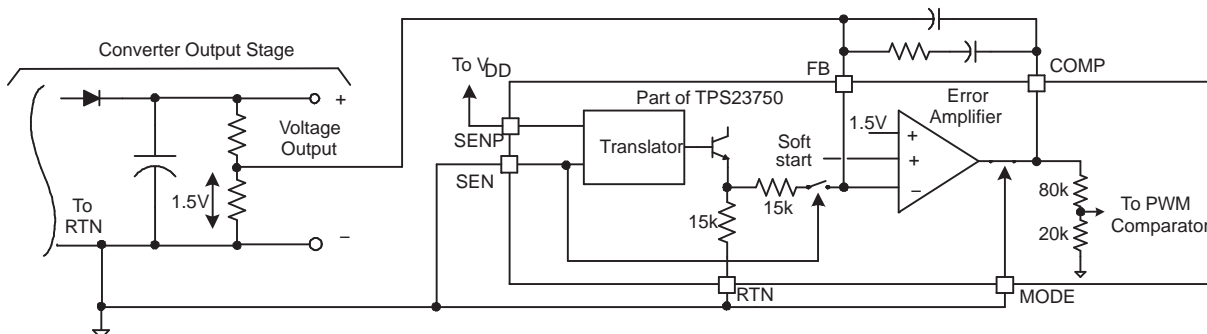 Converter Output Stage
To VDD
FB
COMP
Part of TPS23750
Error
Amplifier
+
Voltage
Output
1.5V
SENP
Translator
Soft
start
+
+
SEN
−
80k
To PWM
Comparator
1.5V
To
RTN
15k
15k
20k
−
RTN
MODE